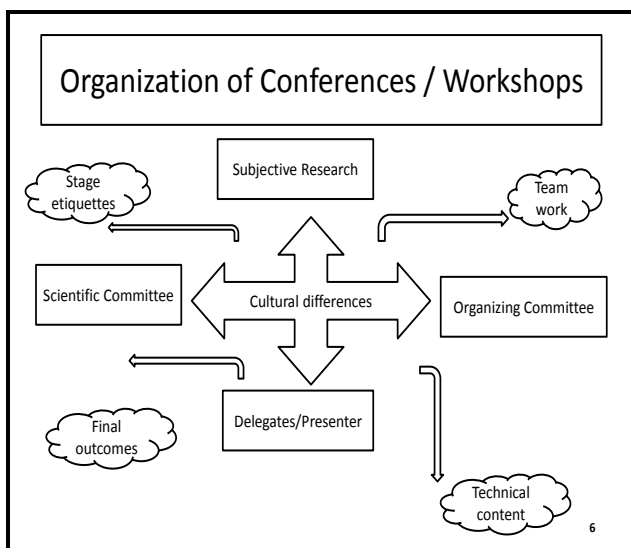 Organization of Conferences / Workshops
Subjective Research
Stage
etiquettes
Team
work
Scientific Committee
Cultural differences
Organizing Committee
Delegates/Presenter
Final
outcomes
Technical
content
6